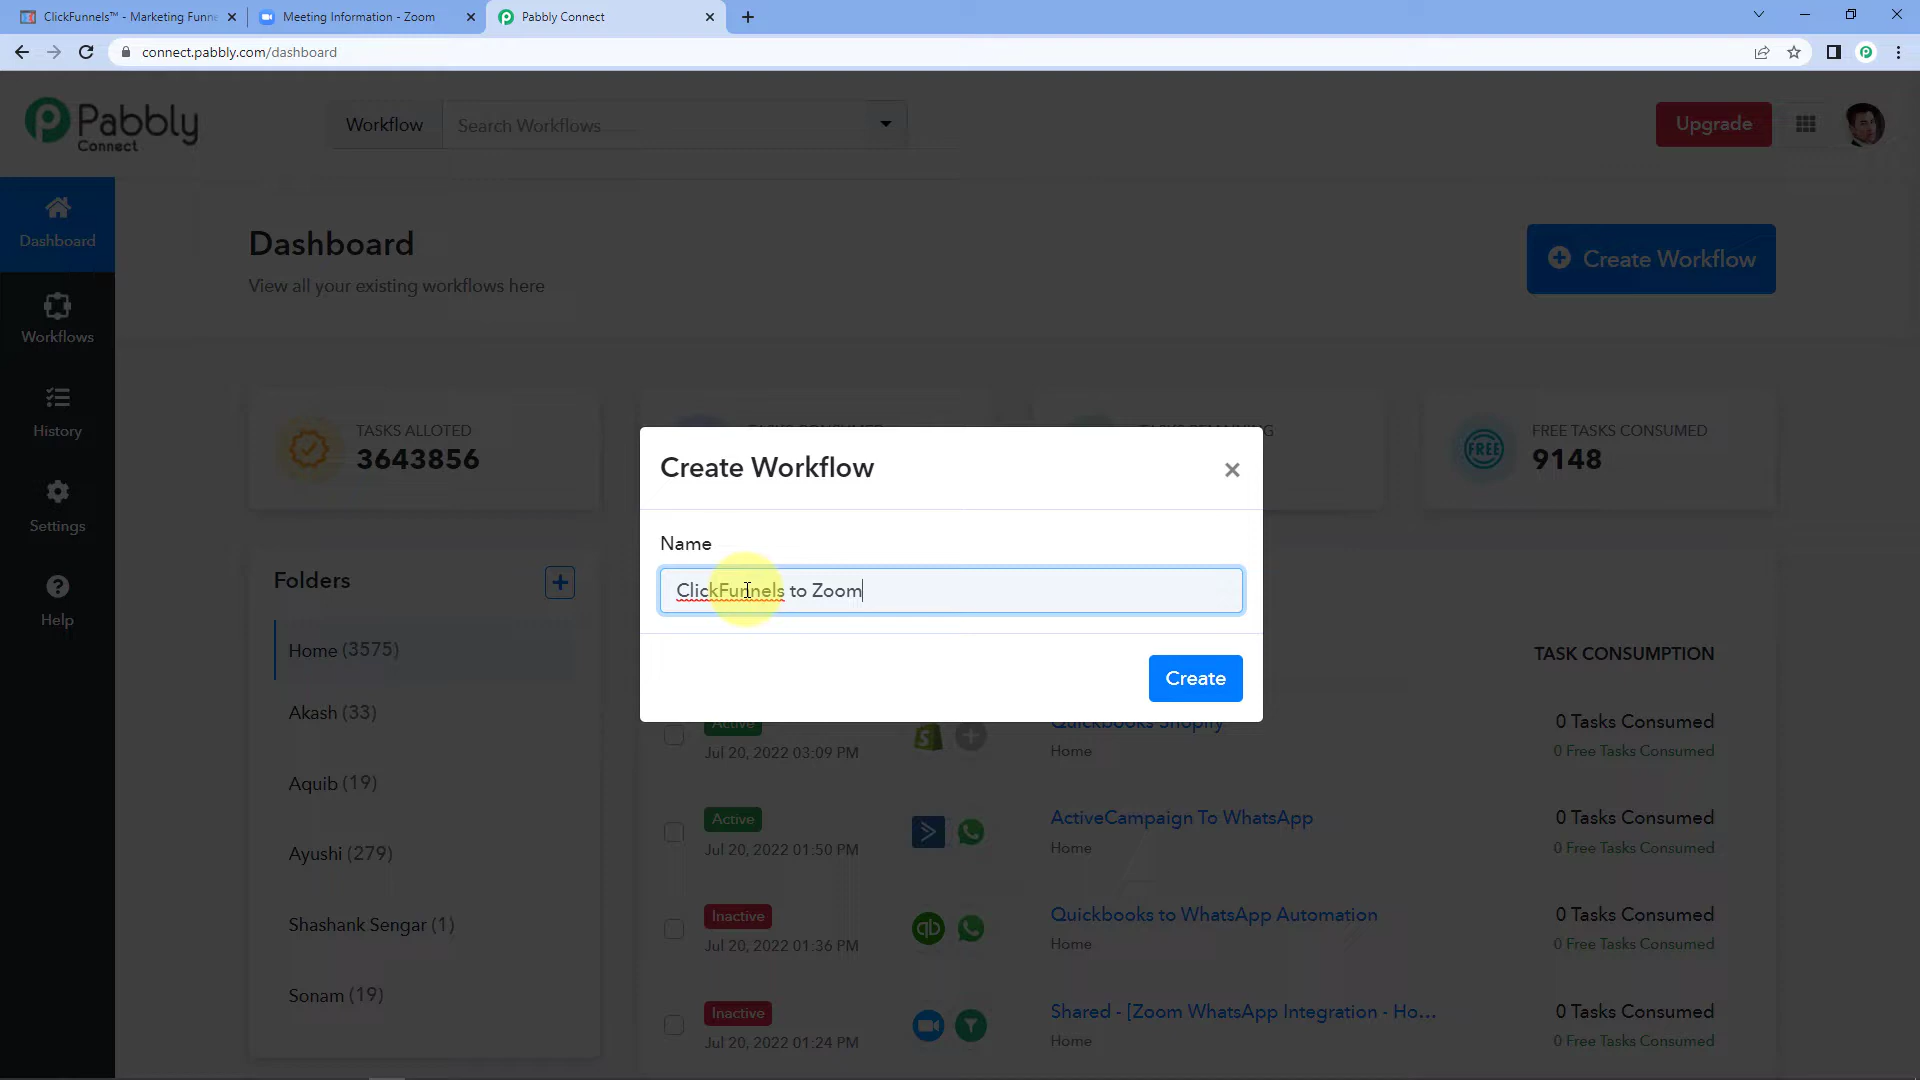 ClickFunnels™ - Marketing Funne
Meeting Information - Zoom
Pabbly Connect
connect.pabbly.com/dashboard
Pabbly
Connect
Workflow
Search Workflows
Upgrade
Dashboard
Workflows
History
Settings
Help
Dashboard
View all your existing workflows here
Create Workflow
TASKS ALLOTED
3643856
FREE TASKS CONSUMED
9148
FREE
Create Workflow
×
Name
ClickFunnels to Zoom
Create
Folders
Home (3575)
Akash (33)
Aquib (19)
Ayushi (279)
Shashank Sengar (1)
Sonam (19)
TASK CONSUMPTION
Active
Jul 20, 2022 03:09 PM
Quickbooks Shopify
Home
0 Tasks Consumed
0 Free Tasks Consumed
Active
Jul 20, 2022 01:50 PM
ActiveCampaign To WhatsApp
Home
0 Tasks Consumed
0 Free Tasks Consumed
Inactive
Jul 20, 2022 01:36 PM
qb
Quickbooks to WhatsApp Automation
Home
0 Tasks Consumed
0 Free Tasks Consumed
Inactive
Jul 20, 2022 01:24 PM
Shared - [Zoom WhatsApp Integration - Ho...
Home
0 Tasks Consumed
0 Free Tasks Consumed